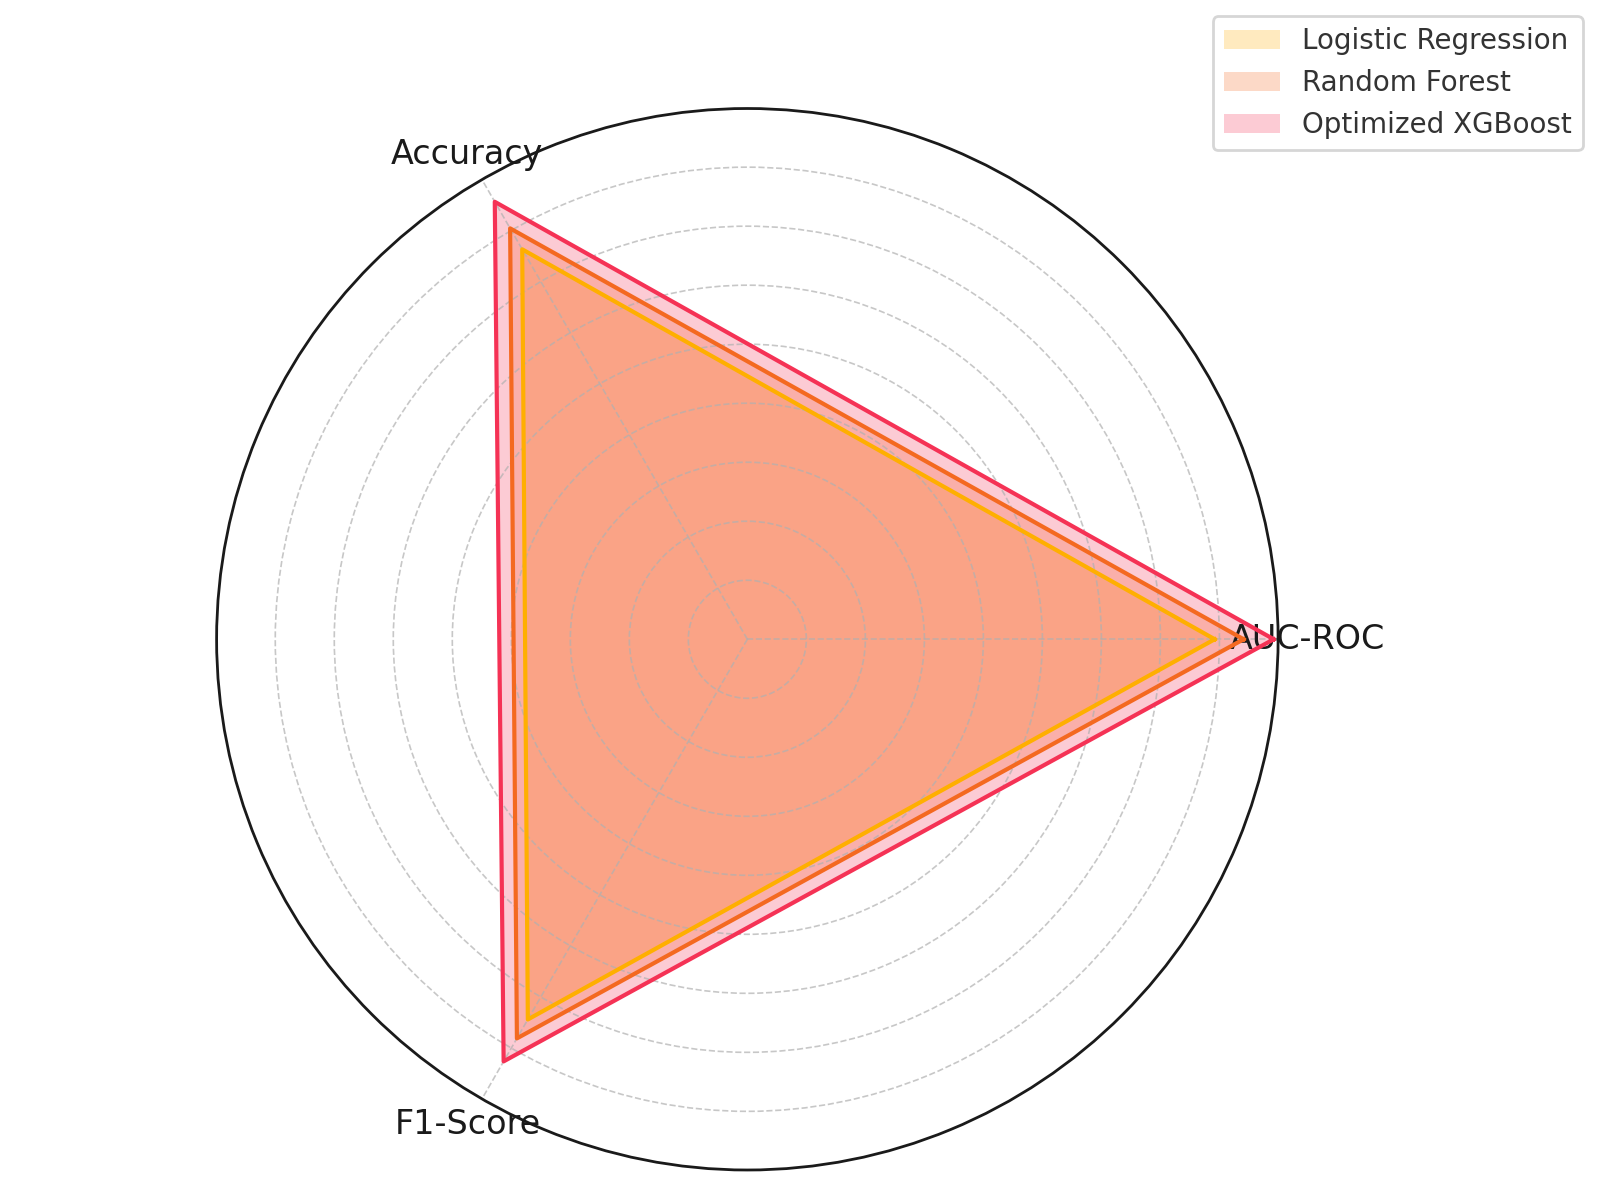 Logistic Regression
Random Forest
Optimized XGBoost
Accuracy
AUC-ROC
F1-Score